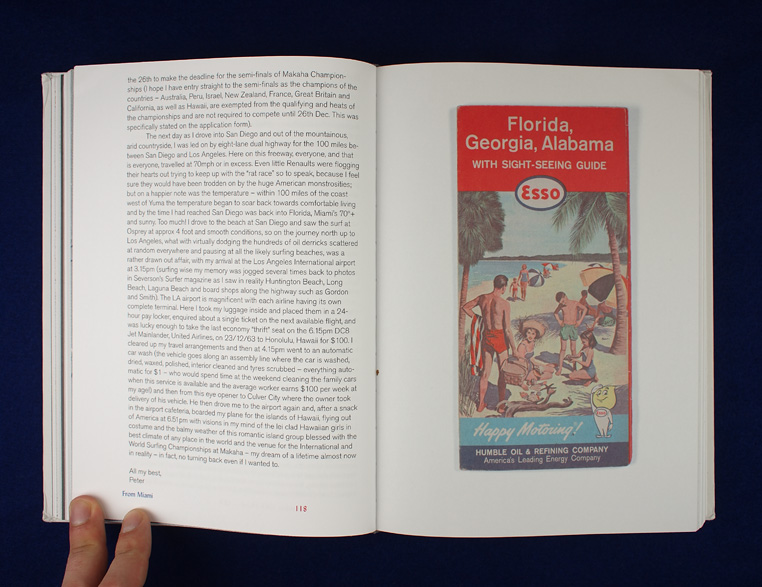 the 26th to make the deadline for the semi-finals of Makaha Champion-
ships (I hope I have entry straight to the semi-finals as the champions of the
countries – Australia, Peru, Israel, New Zealand, France, Great Britain and
California, as well as Hawaii, are exempted from the qualifying and heats of
the championships and are not required to compete until 26th Dec. This was
specifically stated on the application form).
The next day as I drove into San Diego and out of the mountainous,
and countryside, I was led on by eight-lane dual highway for the 100 miles be-
tween San Diego and Los Angeles. Here on this freeway, everyone, and that
is everyone, travelled at 70mph or in excess. Even little Renaults were flogging
their hearts out trying to keep up with the "rat race" so to speak, because I feel
sure they would have been trodden on by the huge American monstrosities;
but on a happier note was the temperature – within 100 miles of the coast
west of Yuma the temperature began to soar back towards comfortable living
and by the time I had reached San Diego was back into Florida, Miami's 70°+
and sunny. Too much! I drove to the beach at San Diego and saw the surf at
Osprey at approx 4 foot and smooth conditions, so on the journey north up to
Los Angeles, what with virtually dodging the hundreds of oil derricks scattered
at random everywhere and pausing at all the likely surfing beaches, was a
rather drawn out affair, with my arrival at the Los Angeles International airport
at 3.15pm (surfing wise my memory was jogged several times back to photos
in Severson's Surfer magazine as I saw in reality Huntington Beach, Long
Beach, Laguna Beach and board shops along the highway such as Gordon
and Smith). The LA airport is magnificent with each airline having its own
complete terminal. Here I took my luggage inside and placed them in a 24-
hour pay locker, enquired about a single ticket on the next available flight, and
was lucky enough to take the last economy "thrift" seat on the 6.15pm DC8
Jet Mainlander, United Airlines, on 23/12/63 to Honolulu, Hawaii for $100. I
cleared up my travel arrangements and then at 4.15pm went to an automatic
car wash (the vehicle goes along an assembly line where the car is washed,
dried, waxed, polished, interior cleaned and tyres scrubbed – everything auto-
matic for $1 – who would spend time at the weekend cleaning the family cars
when this service is available and the average worker earns $100 per week at
my age!) and then from this eye opener to Culver City where the owner took
delivery of his vehicle. He then drove me to the airport again and, after a snack
in the airport cafeteria, boarded my plane for the islands of Hawaii, flying out
of America at 6.51pm with visions in my mind of the lei clad Hawaiian girls in
costume and the balmy weather of this romantic island group blessed with the
best climate of any place in the world and the venue for the International and
World Surfing Championships at Makaha – my dream of a lifetime almost now
in reality – in fact, no turning back even if I wanted to.
All my best,
Peter
From Miami
118
Florida,
Georgia, Alabama
WITH SIGHT-SEEING GUIDE
Esso
Happy Motoring!
HUMBLE OIL & REFINING COMPANY
America's Leading Energy Company